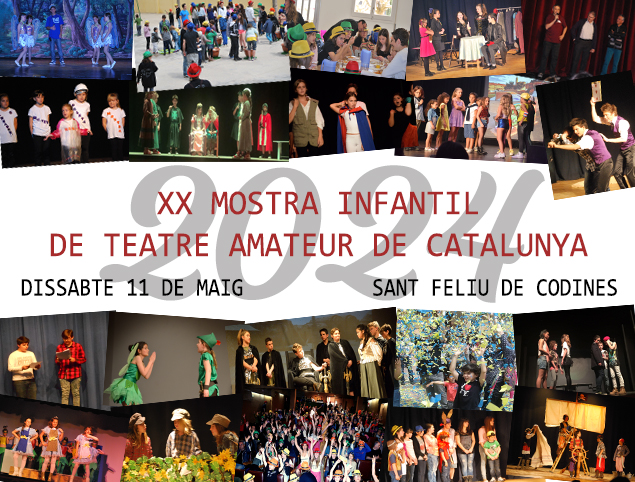 2024
XX MOSTRA INFANTIL
DE TEATRE AMATEUR DE CATALUNYA
DISSABTE 11 DE MAIG
SANT FELIU DE CODINES